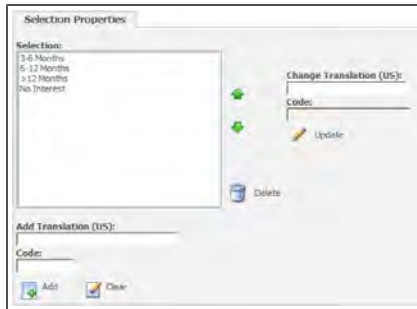 Selection Properties
Selection:
3-6 Months
6-12 Months
>12 Months
No Interest
Change Translation (US):
Code:
Update
Delete
Add Translation (US):
Code:
Add
Clear